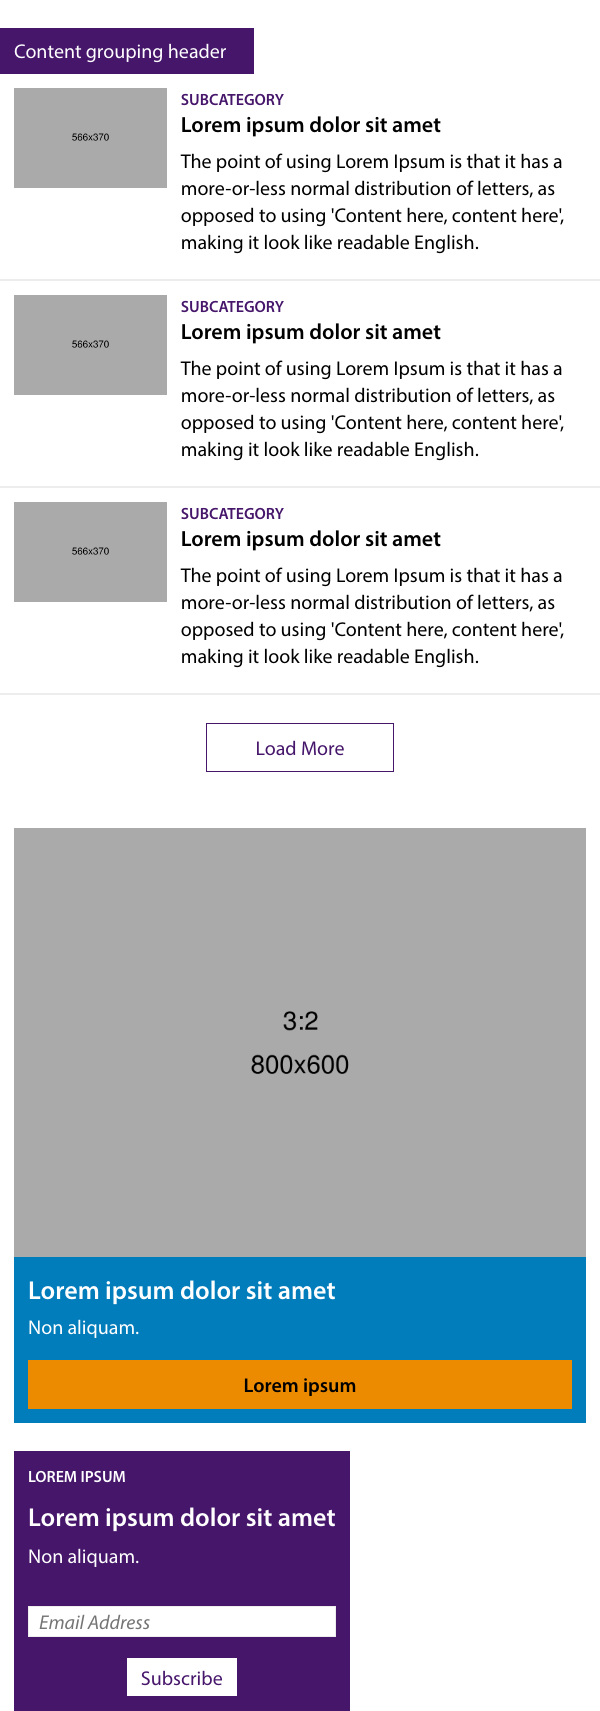 Content grouping header
566x370
SUBCATEGORY
Lorem ipsum dolor sit amet
The point of using Lorem Ipsum is that it has a
more-or-less normal distribution of letters, as
opposed to using 'Content here, content here',
making it look like readable English.
566x370
SUBCATEGORY
Lorem ipsum dolor sit amet
The point of using Lorem Ipsum is that it has a
more-or-less normal distribution of letters, as
opposed to using 'Content here, content here',
making it look like readable English.
566x370
SUBCATEGORY
Lorem ipsum dolor sit amet
The point of using Lorem Ipsum is that it has a
more-or-less normal distribution of letters, as
opposed to using 'Content here, content here',
making it look like readable English.
Load More
3:2
800x600
Lorem ipsum dolor sit amet
Non aliquam.
Lorem ipsum
LOREM IPSUM
Lorem ipsum dolor sit amet
Non aliquam.
Email Address
Subscribe